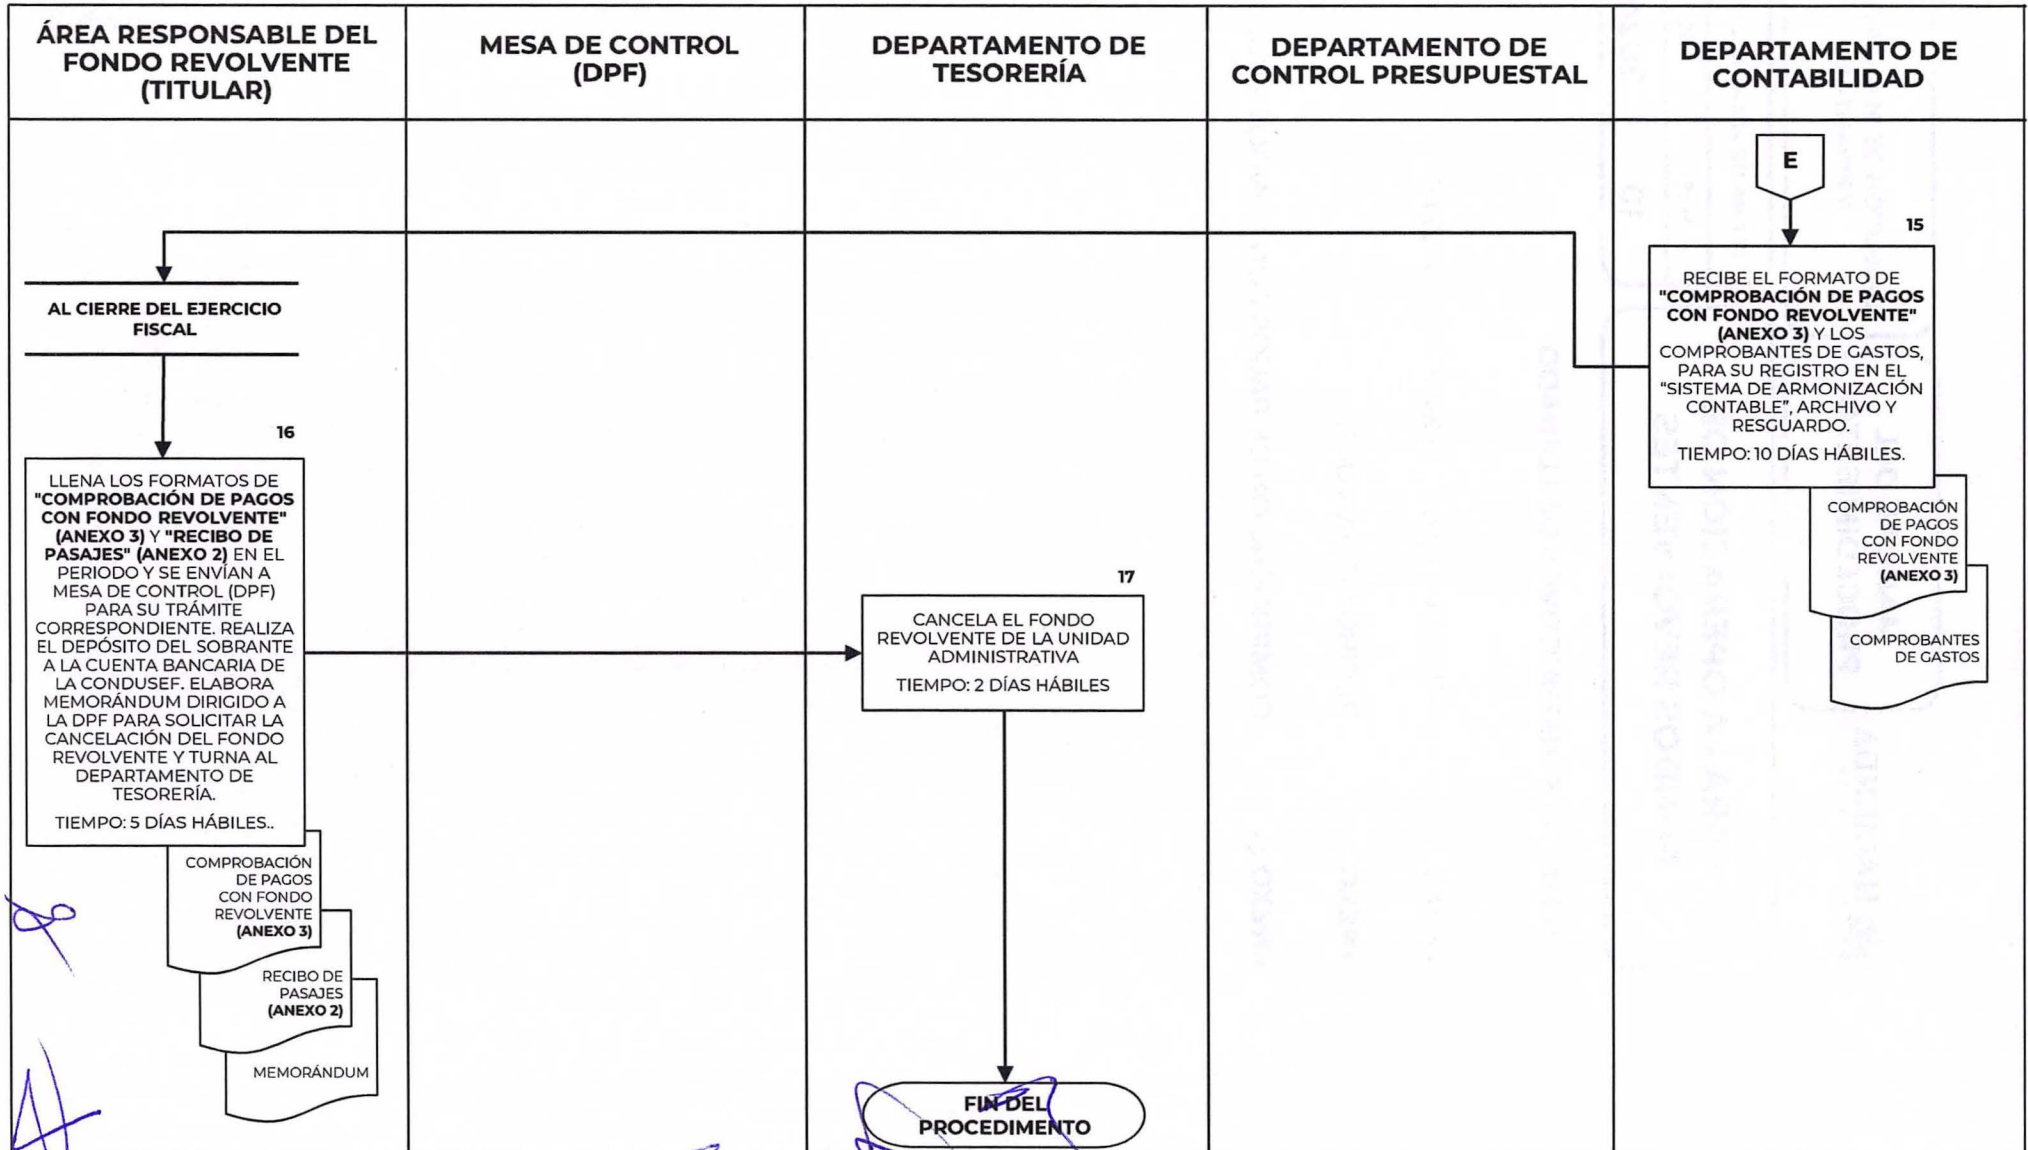 ÁREA RESPONSABLE DEL
FONDO REVOLVENTE
(TITULAR)
MESA DE CONTROL
(DPF)
DEPARTAMENTO DE
TESORERÍA
DEPARTAMENTO DE
CONTROL PRESUPUESTAL
DEPARTAMENTO DE
CONTABILIDAD
E
15
RECIBE EL FORMATO DE
"COMPROBACIÓN DE PAGOS
CON FONDO REVOLVENTE"
(ANEXO 3) Y LOS
COMPROBANTES DE GASTOS,
PARA SU REGISTRO EN EL
“SISTEMA DE ARMONIZACIÓN
CONTABLE”, ARCHIVO Y
RESGUARDO.
TIEMPO: 10 DÍAS HÁBILES.
COMPROBACIÓN
DE PAGOS
CON FONDO
REVOLVENTE
(ANEXO 3)
COMPROBANTES
DE GASTOS
AL CIERRE DEL EJERCICIO
FISCAL
16
LLENA LOS FORMATOS DE
"COMPROBACIÓN DE PAGOS
CON FONDO REVOLVENTE"
(ANEXO 3) Y "RECIBO DE
PASAJES" (ANEXO 2) EN EL
PERIODO Y SE ENVÍAN A
MESA DE CONTROL (DPF)
PARA SU TRÁMITE
CORRESPONDIENTE. REALIZA
EL DEPÓSITO DEL SOBRANTE
A LA CUENTA BANCARIA DE
LA CONDUSEF. ELABORA
MEMORÁNDUM DIRIGIDO A
LA DPF PARA SOLICITAR LA
CANCELACIÓN DEL FONDO
REVOLVENTE Y TURNA AL
DEPARTAMENTO DE
TESORERÍA.
TIEMPO: 5 DÍAS HÁBILES..
COMPROBACIÓN
DE PAGOS
CON FONDO
REVOLVENTE
(ANEXO 3)
RECIBO DE
PASAJES
(ANEXO 2)
MEMORÁNDUM
17
CANCELA EL FONDO
REVOLVENTE DE LA UNIDAD
ADMINISTRATIVA
TIEMPO: 2 DÍAS HÁBILES
FIN DEL
PROCEDIMENTO